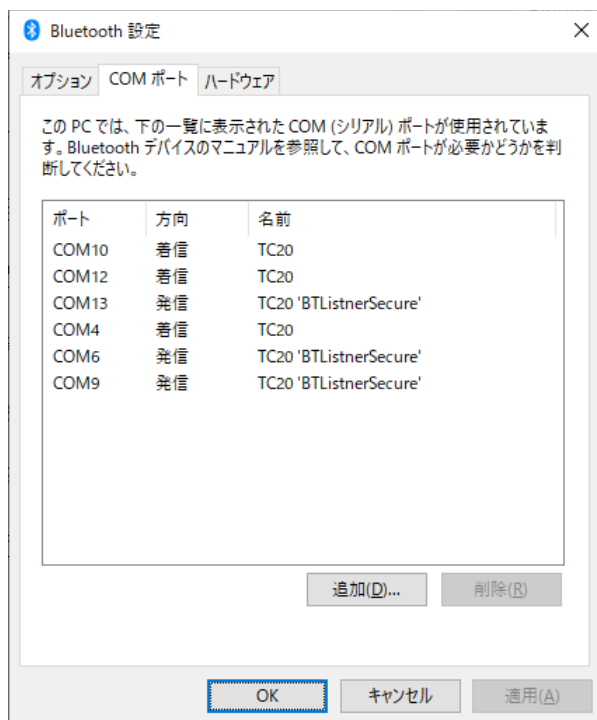 Bluetooth 設定
オプション COM ポート ハードウェア
この PC では、下の一覧に表示された COM (シリアル) ポートが使用されていま
す。Bluetooth デバイスのマニュアルを参照して、COM ポートが必要かどうかを判
断してください。
ポート 方向 名前
COM10 着信 TC20
COM12 着信 TC20
COM13 発信 TC20 'BTListnerSecure'
COM4 着信 TC20
COM6 発信 TC20 'BTListnerSecure'
COM9 発信 TC20 'BTListnerSecure'
追加(D)... 削除(R)
OK キャンセル 適用(A)